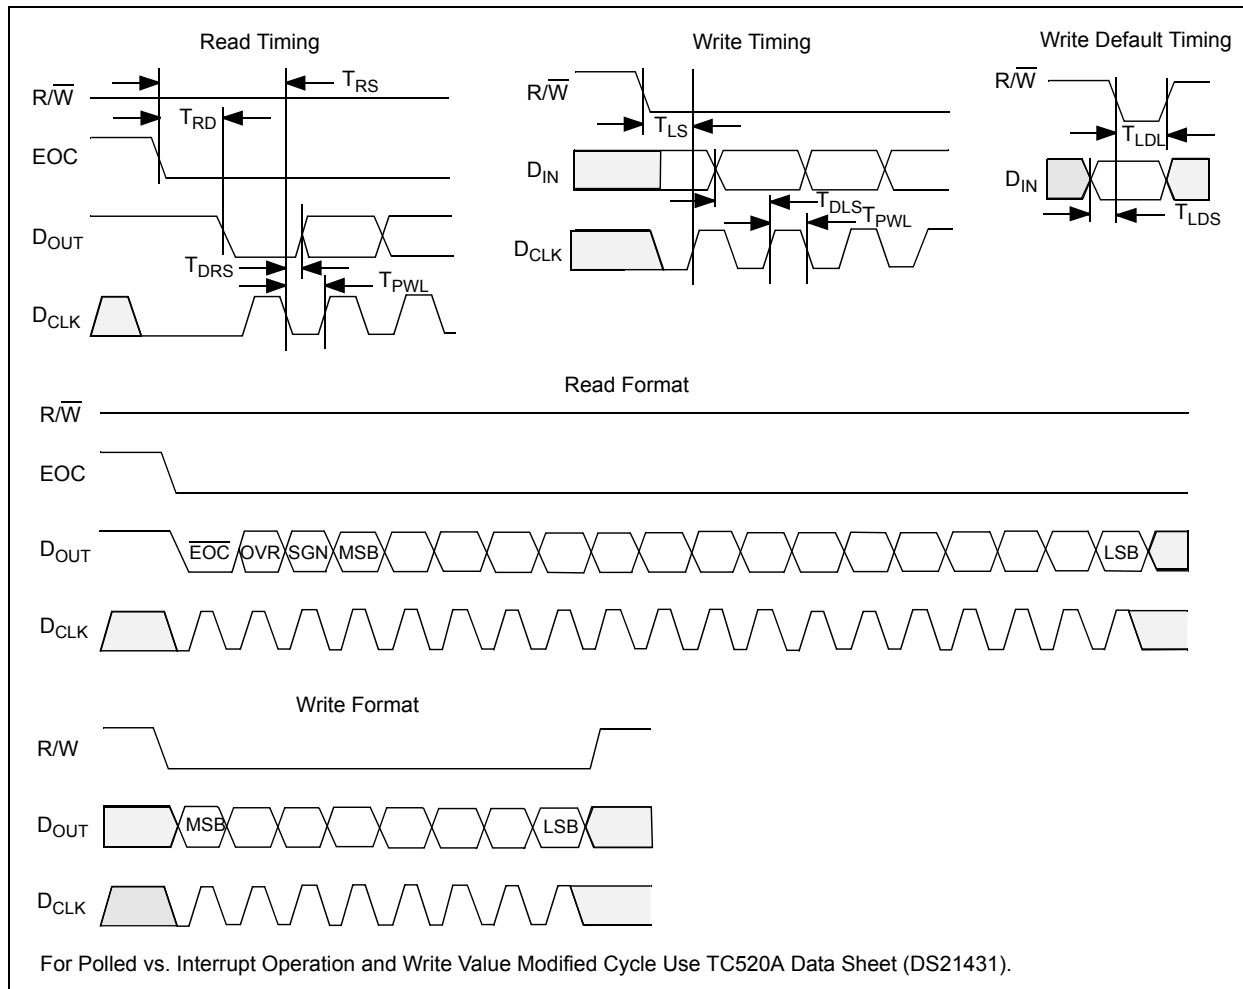 Read Timing
R/W̅
T_RS
T_RD
EOC
D_OUT
T_DRS
T_PWL
D_CLK
Write Timing
R/W̅
T_LS
D_IN
T_DLS
T_PWL
D_CLK
Write Default Timing
R/W̅
T_LDL
D_IN
T_LDS
Read Format
R/W̅
EOC
D_OUT E̅O̅C̅ OVR SGN MSB LSB
D_CLK
Write Format
R/W
D_OUT MSB LSB
D_CLK
For Polled vs. Interrupt Operation and Write Value Modified Cycle Use TC520A Data Sheet (DS21431).